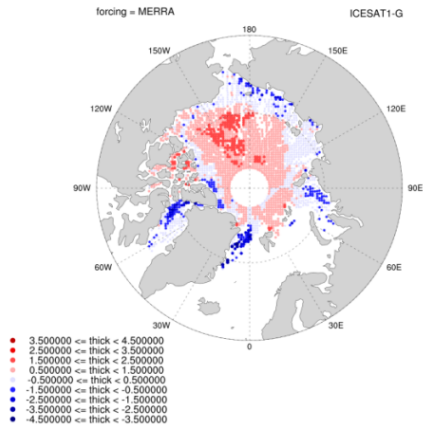 forcing = MERRA
ICESAT1-G
180
150W
150E
120W
120E
90W
90E
60W
60E
30W
30E
0
3.500000 <= thick < 4.500000
2.500000 <= thick < 3.500000
1.500000 <= thick < 2.500000
0.500000 <= thick < 1.500000
-0.500000 <= thick < 0.500000
-1.500000 <= thick < -0.500000
-2.500000 <= thick < -1.500000
-3.500000 <= thick < -2.500000
-4.500000 <= thick < -3.500000